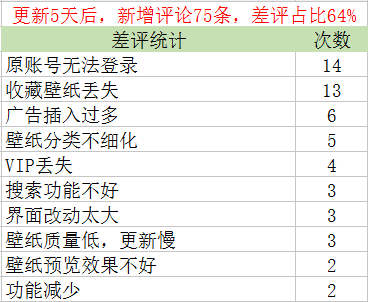 更新5天后，新增评论75条，差评占比64%
差评统计 次数
原账号无法登录 14
收藏壁纸丢失 13
广告插入过多 6
壁纸分类不细化 5
VIP丢失 4
搜索功能不好 3
界面改动太大 3
壁纸质量低，更新慢 3
壁纸预览效果不好 2
功能减少 2